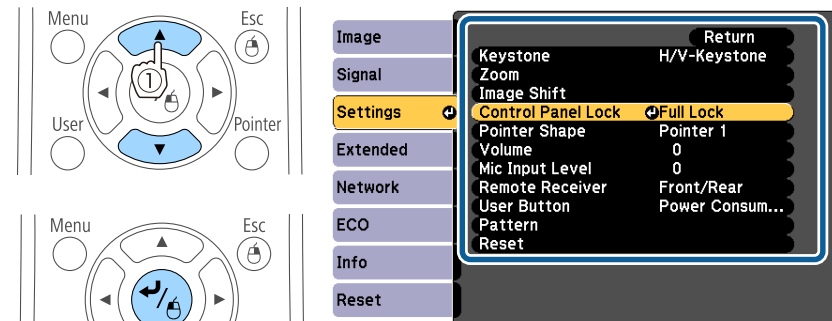 Menu
Esc
1
User
Pointer
Menu
Esc
Image
Signal
Settings
Extended
Network
ECO
Info
Reset
Return
Keystone H/V-Keystone
Zoom
Image Shift
Control Panel Lock Full Lock
Pointer Shape Pointer 1
Volume 0
Mic Input Level 0
Remote Receiver Front/Rear
User Button Power Consum...
Pattern
Reset